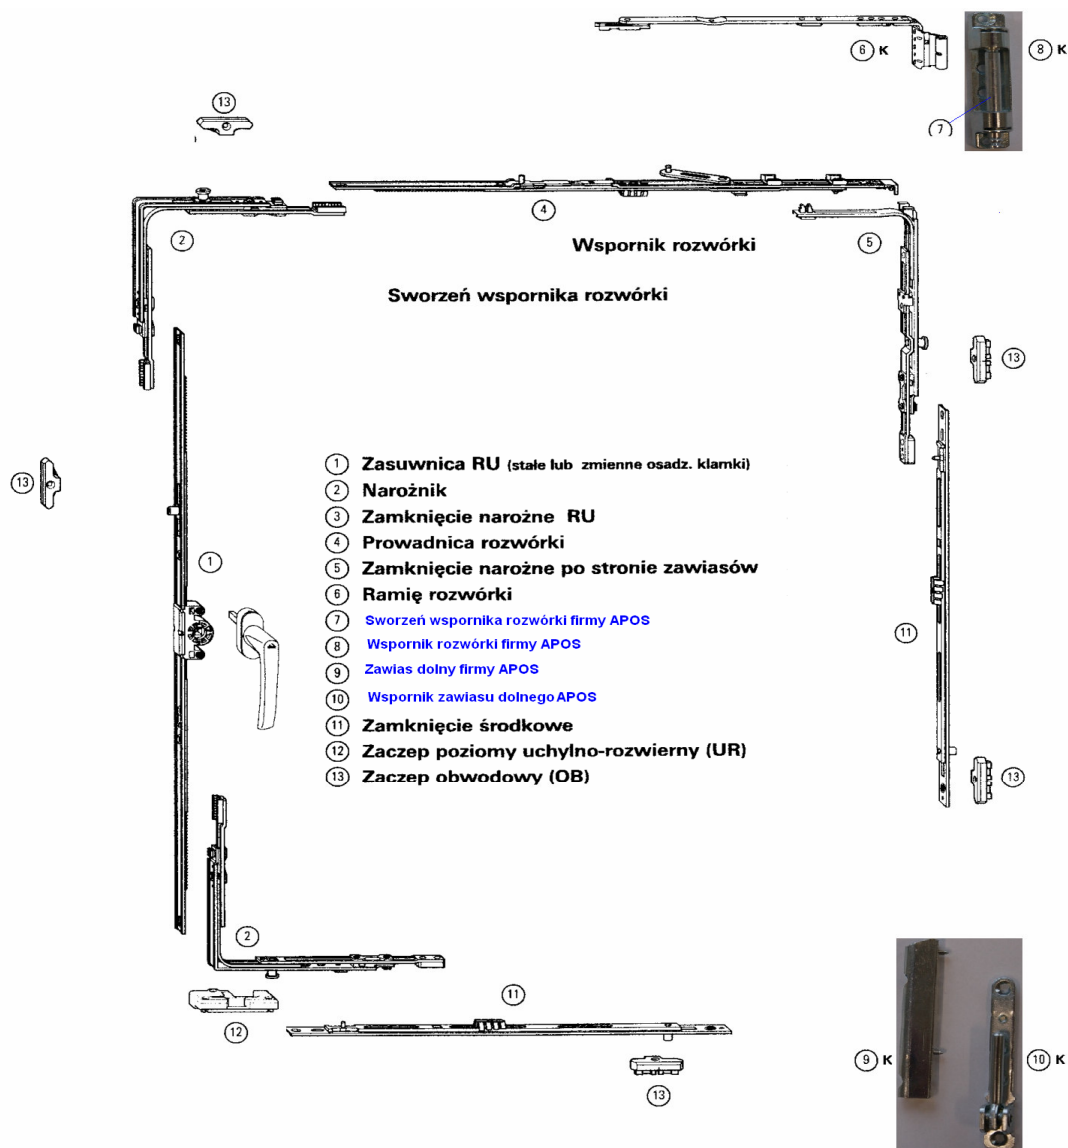 6 K
8 K
13
7
4
2
Wspornik rozwórki
5
Sworzeń wspornika rozwórki
13
13
1 Zasuwnica RU (stałe lub zmienne osadz. klamki)
2 Narożnik
3 Zamknięcie narożne RU
4 Prowadnica rozwórki
5 Zamknięcie narożne po stronie zawiasów
6 Ramię rozwórki
7 Sworzeń wspornika rozwórki firmy APOS
8 Wspornik rozwórki firmy APOS
9 Zawias dolny firmy APOS
10 Wspornik zawiasu dolnego APOS
11 Zamknięcie środkowe
12 Zaczep poziomy uchylno-rozwierny (UR)
13 Zaczep obwodowy (OB)
1
11
13
2
11
12
13
9 K
10 K